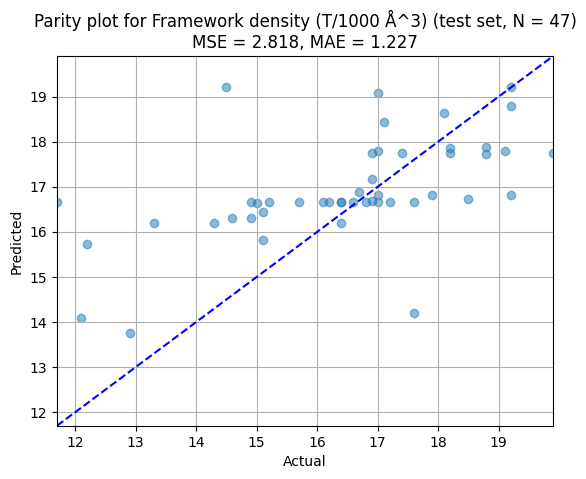 Parity plot for Framework density (T/1000 Å^3) (test set, N = 47)
MSE = 2.818, MAE = 1.227
19
18
17
16
15
14
13
12
Predicted
12 13 14 15 16 17 18 19
Actual